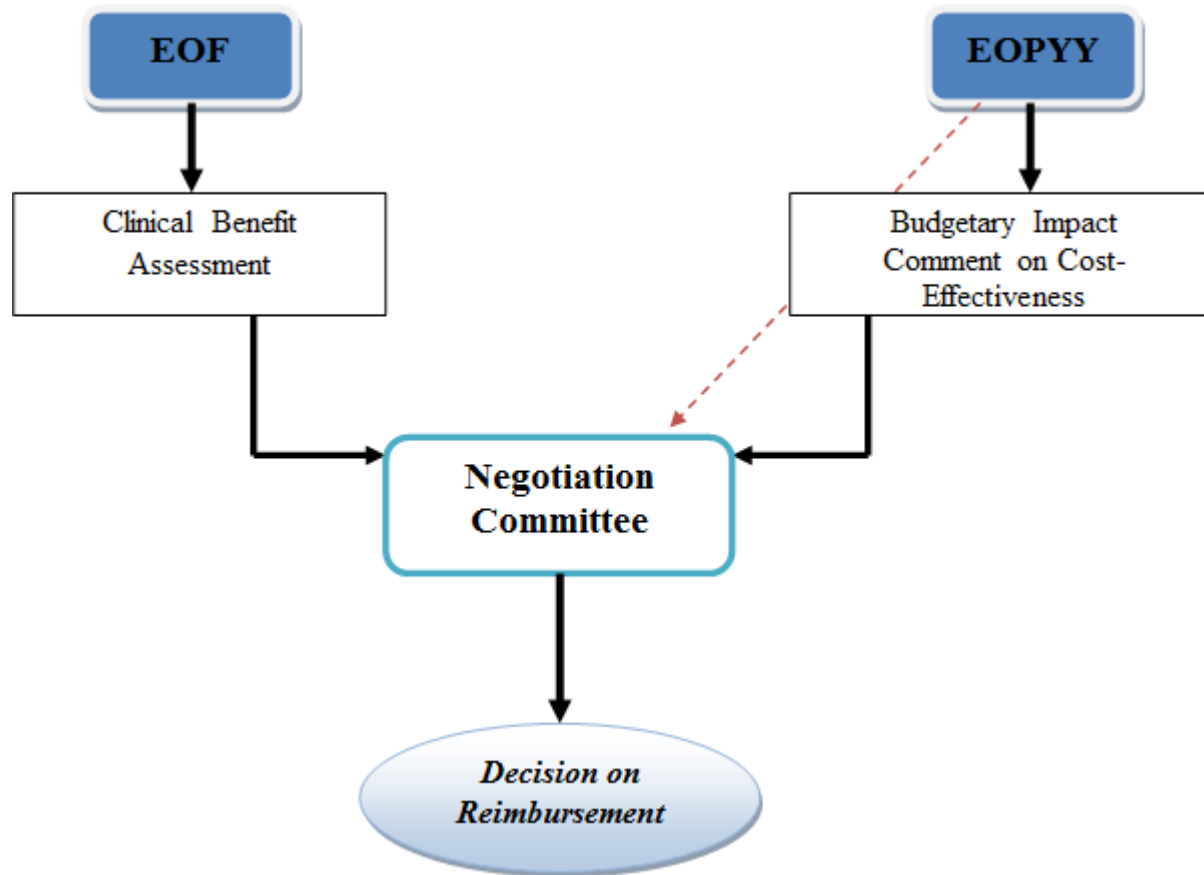 EOF
EOPYY
Clinical Benefit
Assessment
Budgetary Impact
Comment on Cost-
Effectiveness
Negotiation
Committee
Decision on
Reimbursement